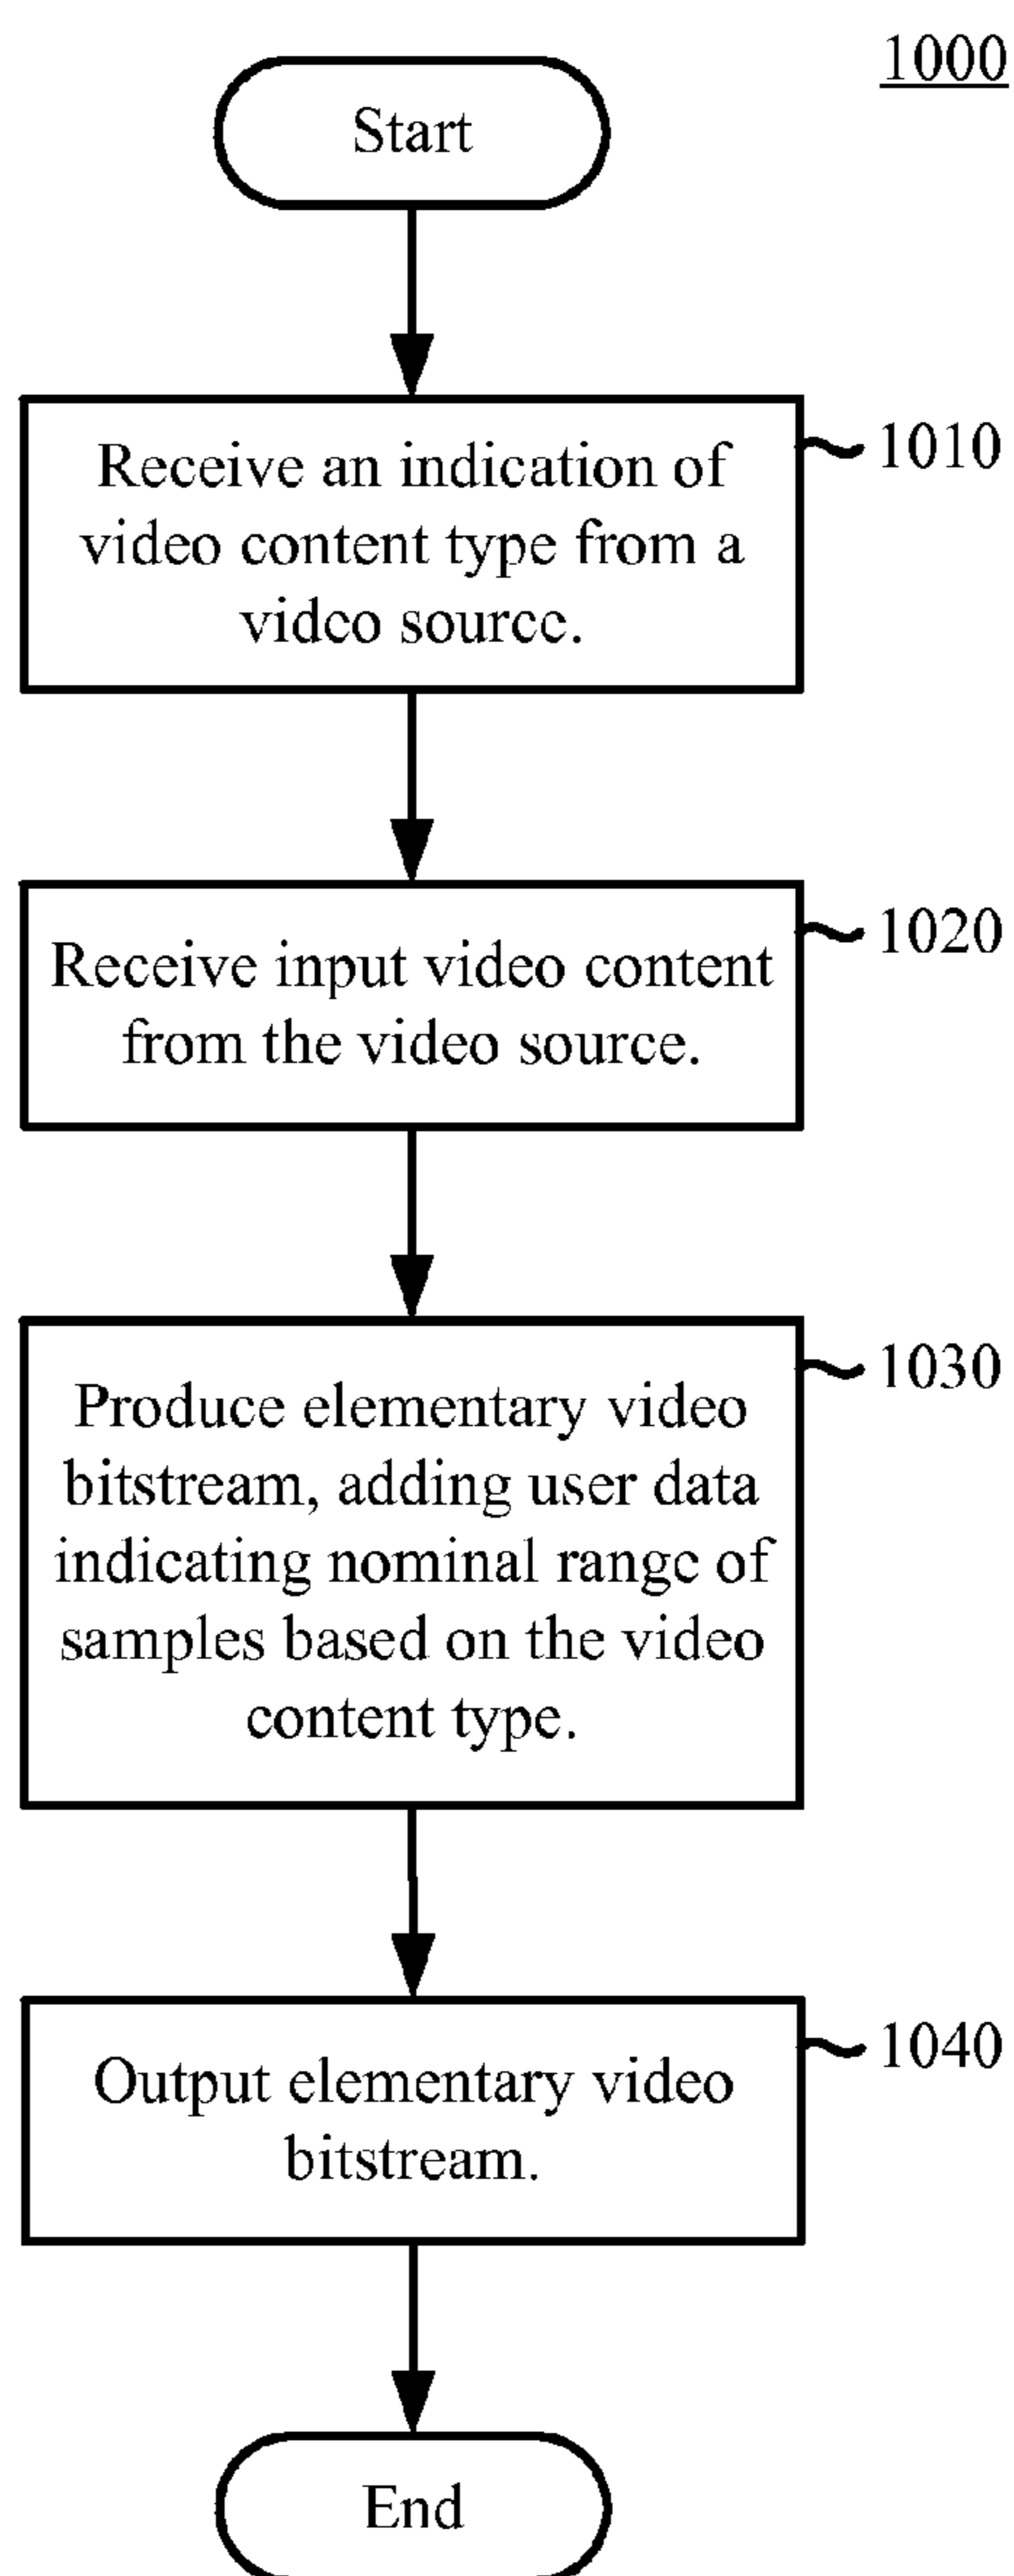 1000
Start
Receive an indication of
video content type from a
video source.
1010
Receive input video content
from the video source.
1020
Produce elementary video
bitstream, adding user data
indicating nominal range of
samples based on the video
content type.
1030
Output elementary video
bitstream.
1040
End